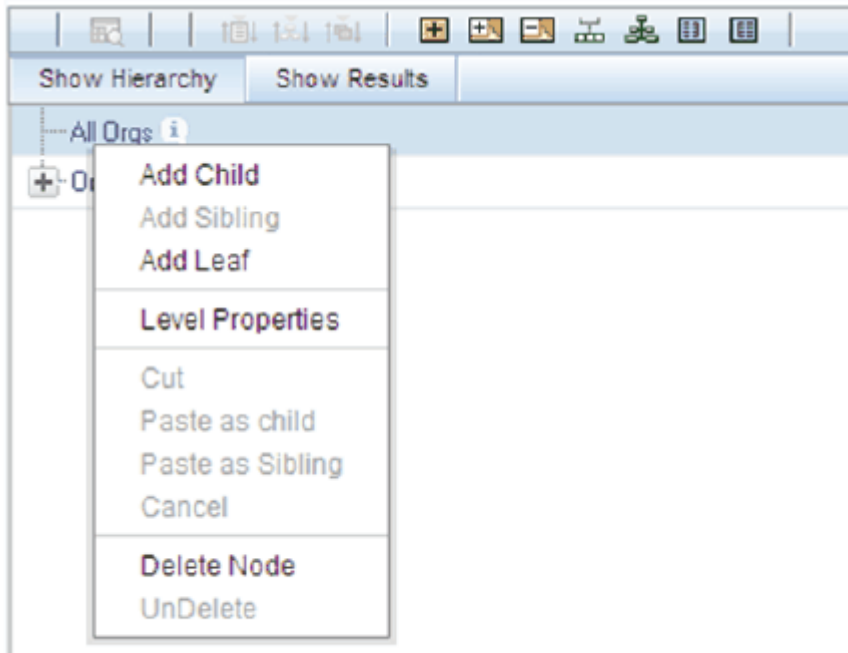 Show Hierarchy Show Results
All Orgs
Add Child
Add Sibling
Add Leaf
Level Properties
Cut
Paste as child
Paste as Sibling
Cancel
Delete Node
UnDelete